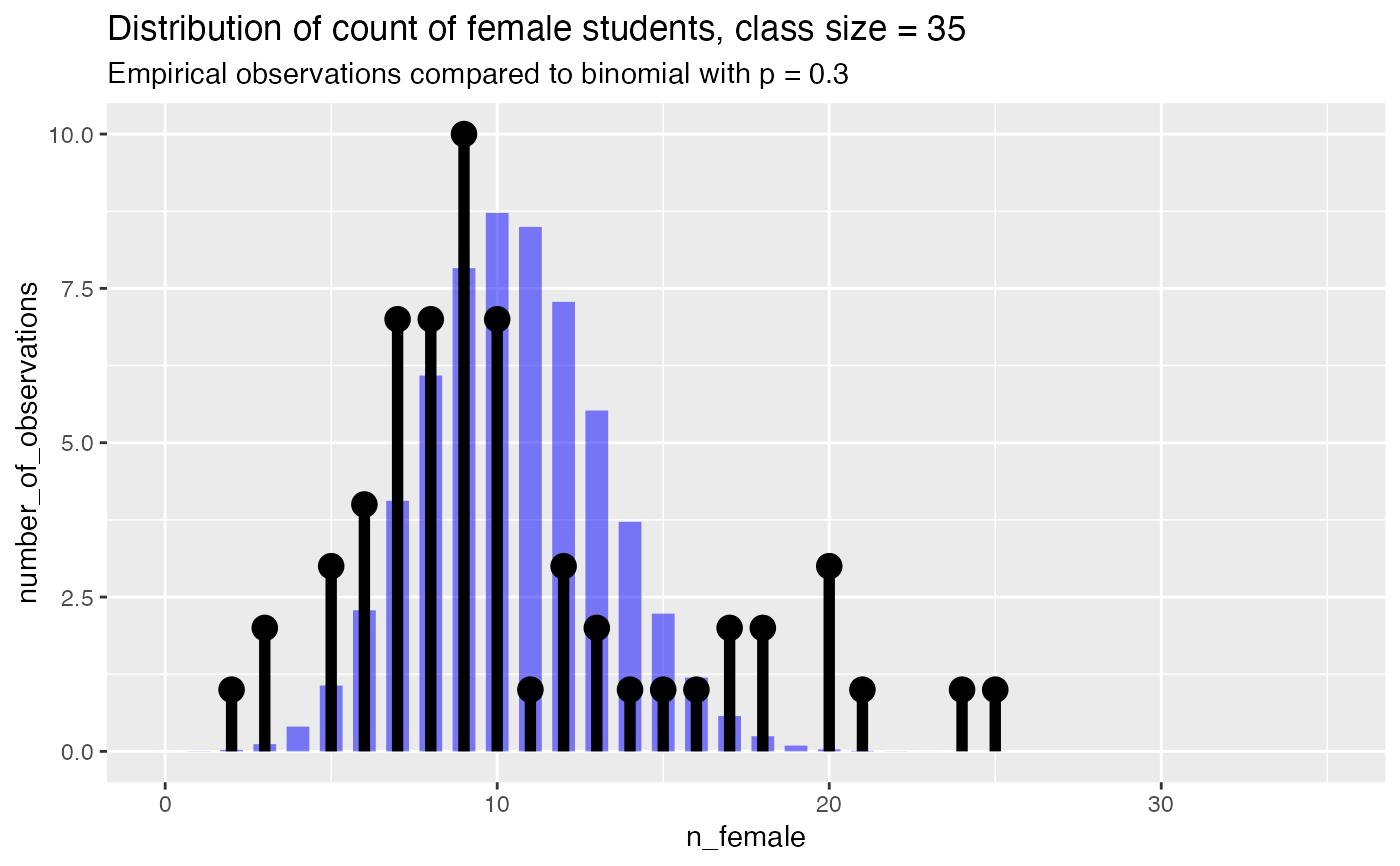 Distribution of count of female students, class size = 35
Empirical observations compared to binomial with p = 0.3
number_of_observations
10.0
7.5
5.0
2.5
0.0
0 10 20 30
n_female